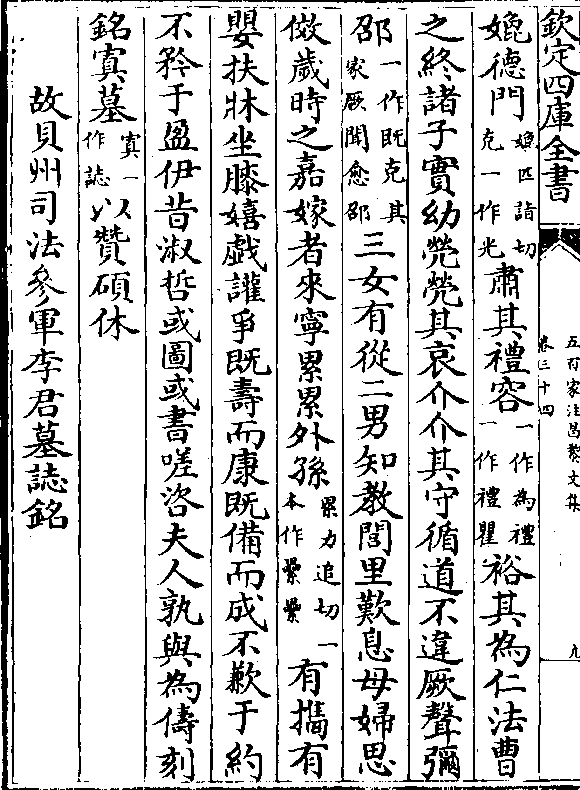 欽定四庫全書
五百家注昌黎文集
卷三十四
九
媲德門媲匹詣切克一作光肅其禮容一作為禮一作禮瞿裕其為仁法曹
之終諸子實幼煢煢其哀介介其守循道不違厥聲彌
邵一作既克其家厥聞愈邵三女有從二男知教閭里歎息母婦思
傚歲時之嘉嫁者來寧累累外孫累力追切一本作纍纍有攜有
嬰扶牀坐膝嬉戯讙爭既壽而康既備而成不歉于約
不矜于盈伊昔淑哲或圖或書嗟咨夫人孰與為儔刻
銘寘墓寘一作誌以贊碩休
故貝州司法參軍李君墓誌銘